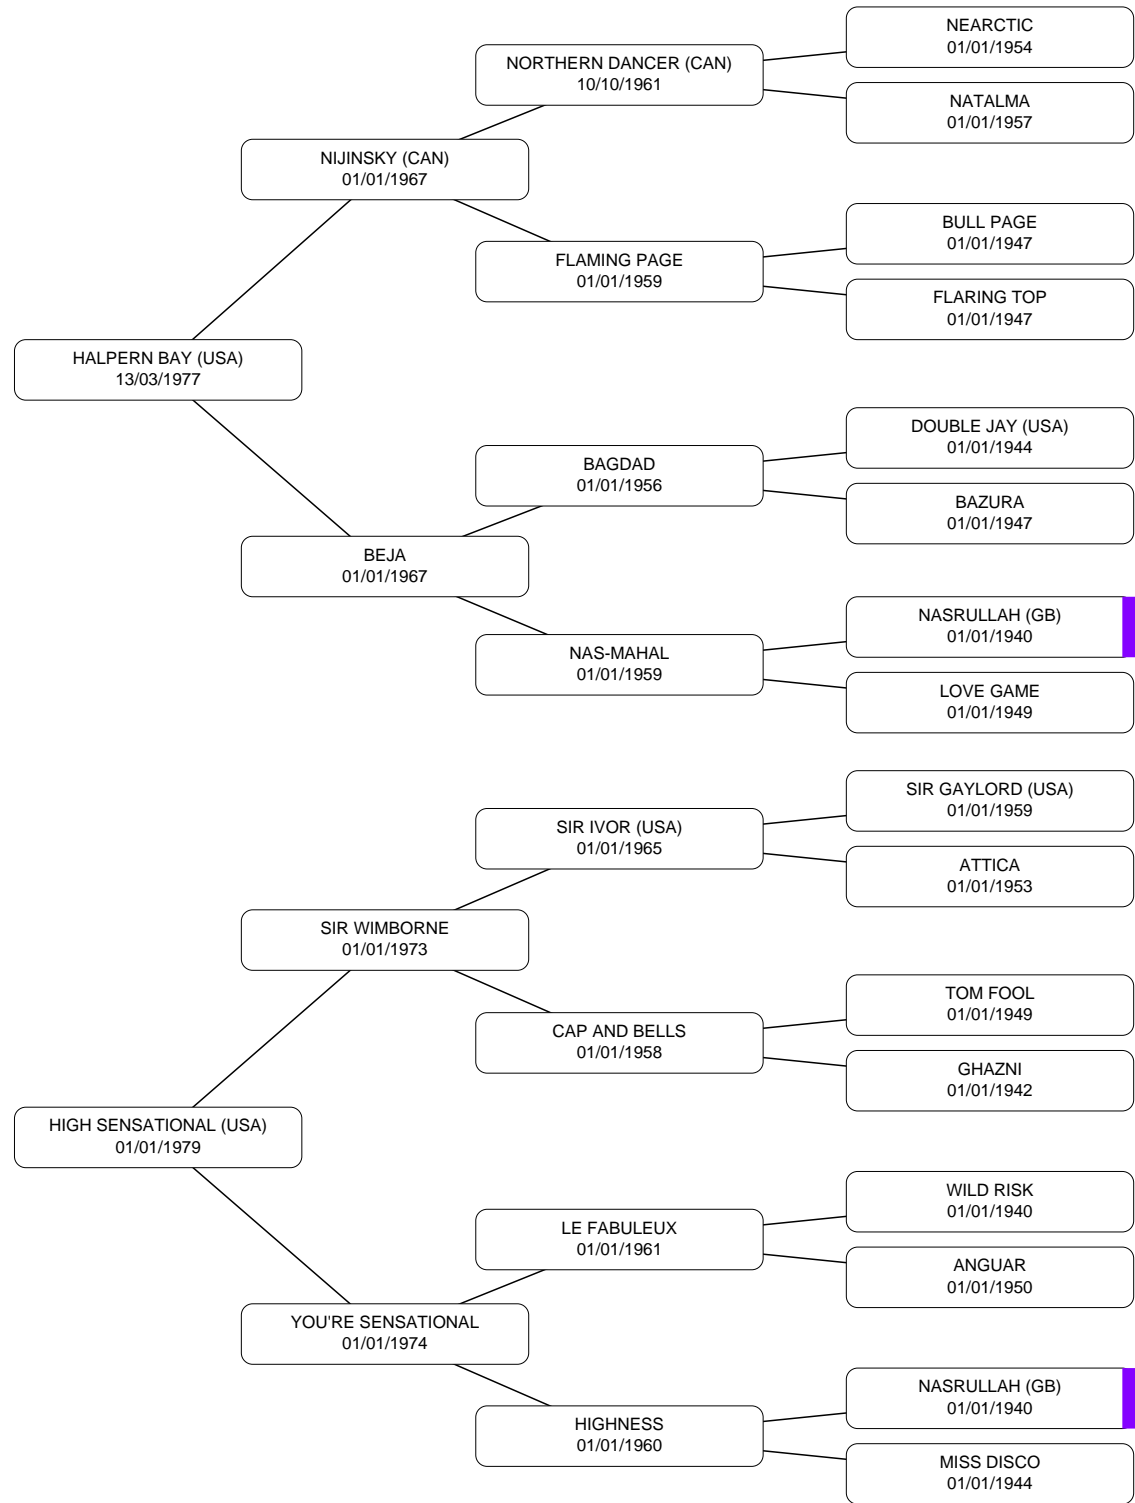 NEARCTIC
01/01/1954
NORTHERN DANCER (CAN)
10/10/1961
NATALMA
01/01/1957
NIJINSKY (CAN)
01/01/1967
BULL PAGE
01/01/1947
FLAMING PAGE
01/01/1959
FLARING TOP
01/01/1947
HALPERN BAY (USA)
13/03/1977
DOUBLE JAY (USA)
01/01/1944
BAGDAD
01/01/1956
BAZURA
01/01/1947
BEJA
01/01/1967
NASRULLAH (GB)
01/01/1940
NAS-MAHAL
01/01/1959
LOVE GAME
01/01/1949
SIR GAYLORD (USA)
01/01/1959
SIR IVOR (USA)
01/01/1965
ATTICA
01/01/1953
SIR WIMBORNE
01/01/1973
TOM FOOL
01/01/1949
CAP AND BELLS
01/01/1958
GHAZNI
01/01/1942
HIGH SENSATIONAL (USA)
01/01/1979
WILD RISK
01/01/1940
LE FABULEUX
01/01/1961
ANGUAR
01/01/1950
YOU'RE SENSATIONAL
01/01/1974
NASRULLAH (GB)
01/01/1940
HIGHNESS
01/01/1960
MISS DISCO
01/01/1944